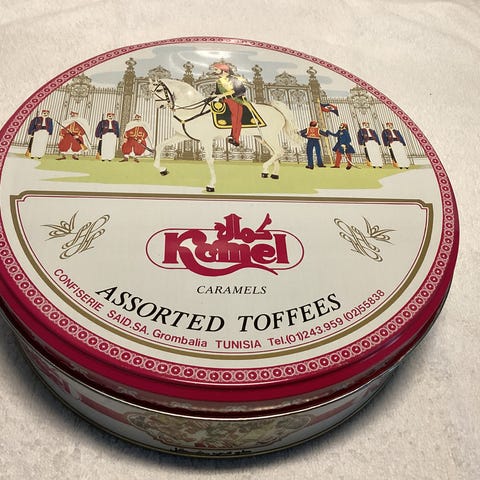 كمال
Kamel
CARAMELS
ASSORTED TOFFEES
CONFISERIE SAID.SA. Grombalia TUNISIA Tel.(01)243.959 (02)55838